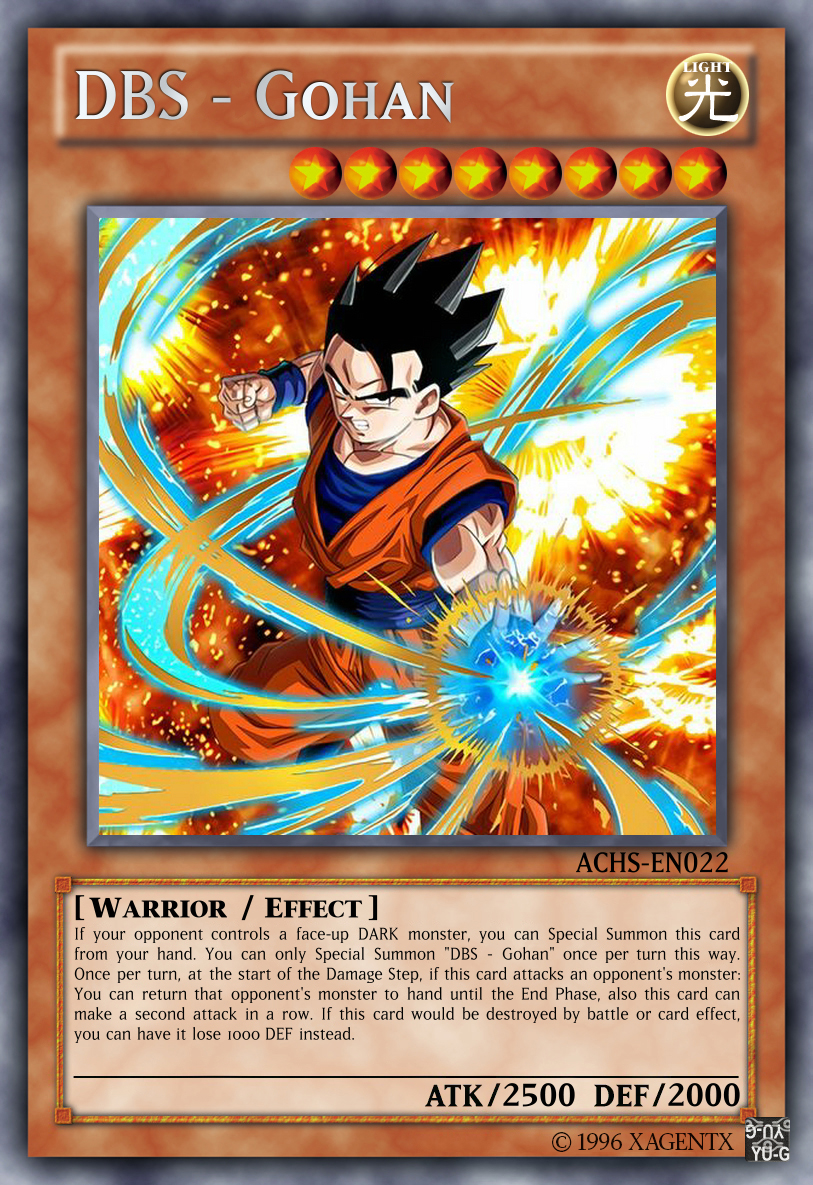 DBS - Gohan
LIGHT
光
ACHS-EN022
[ Warrior / Effect ]
If your opponent controls a face-up DARK monster, you can Special Summon this card
from your hand. You can only Special Summon "DBS - Gohan" once per turn this way.
Once per turn, at the start of the Damage Step, if this card attacks an opponent's monster:
You can return that opponent's monster to hand until the End Phase, also this card can
make a second attack in a row. If this card would be destroyed by battle or card effect,
you can have it lose 1000 DEF instead.
ATK/2500 DEF/2000
© 1996 XAGENTX
YU-G
YU-G